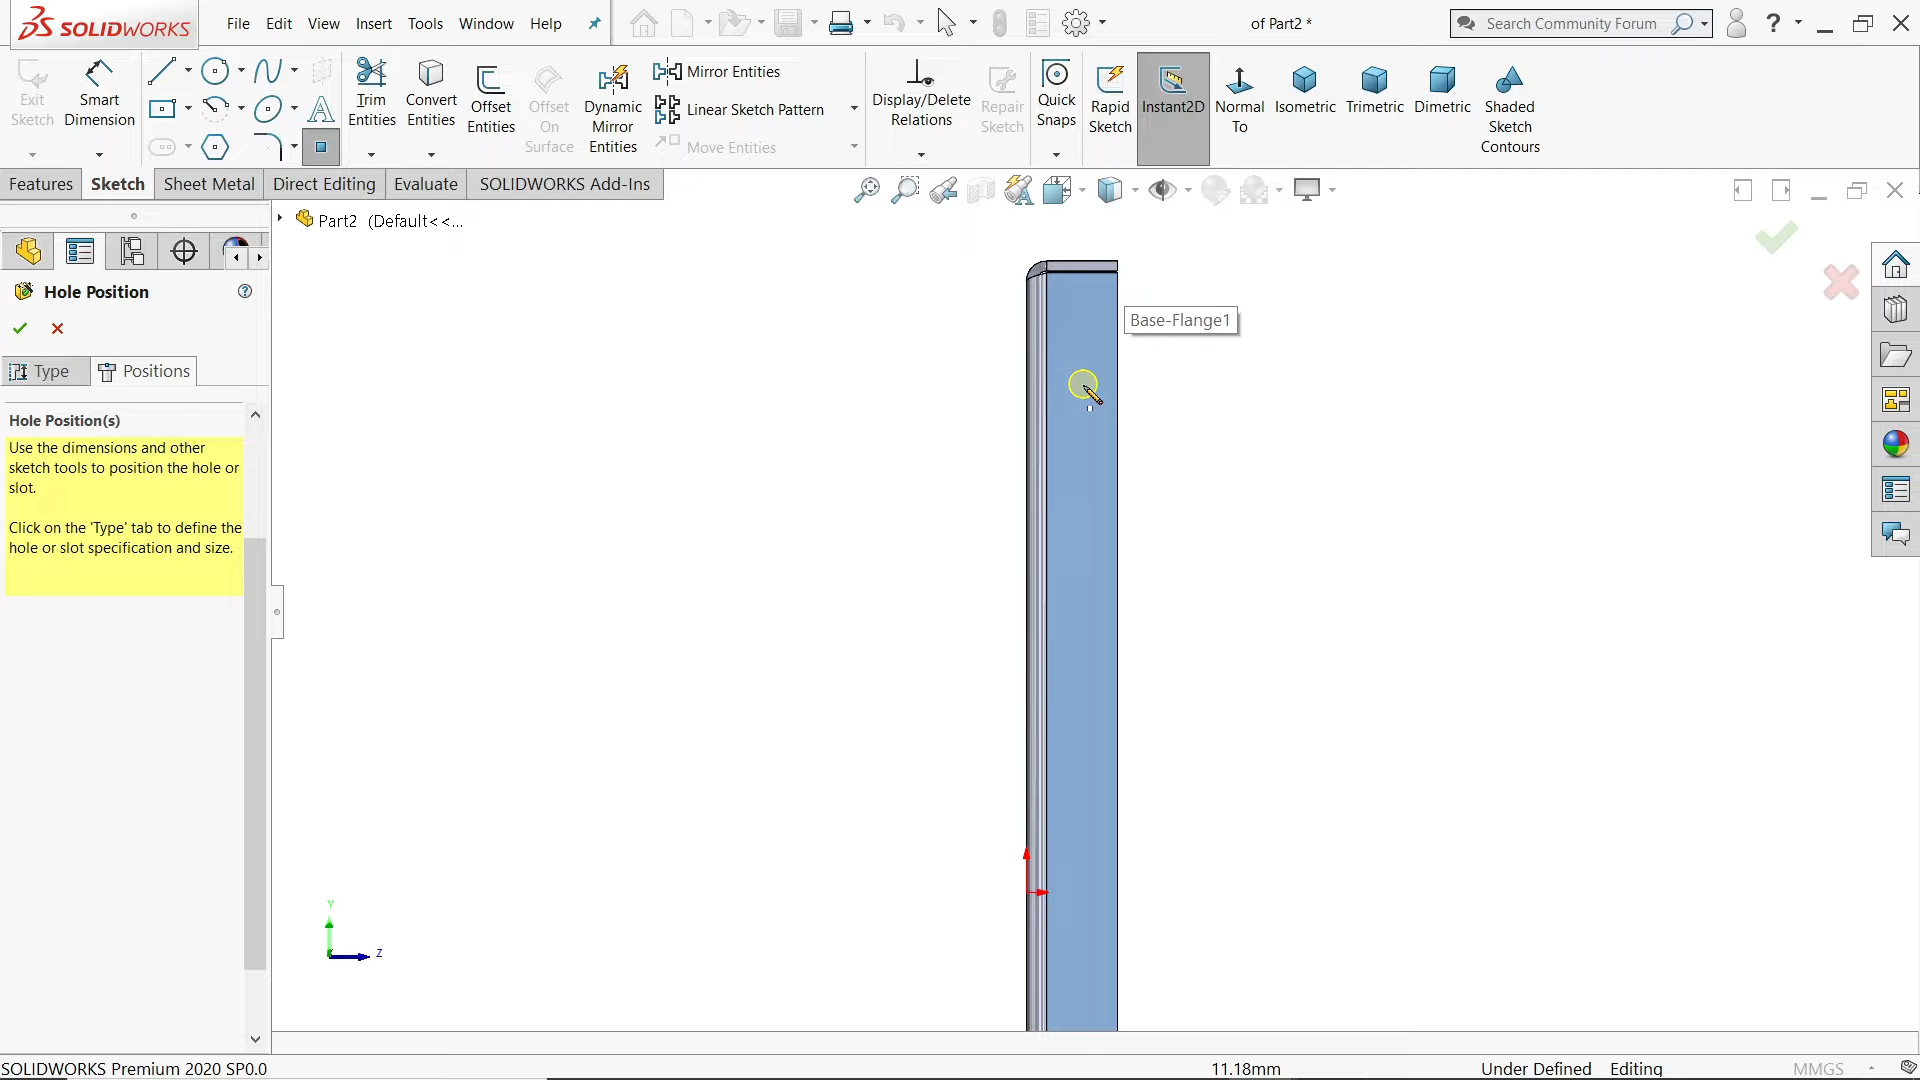 SOLIDWORKS
File Edit View Insert Tools Window Help
of Part2 *
Search Community Forum
Exit Sketch
Smart Dimension
Trim Entities
Convert Entities
Offset Entities
Offset On Surface
Dynamic Mirror Entities
Mirror Entities
Linear Sketch Pattern
Move Entities
Display/Delete Relations
Repair Sketch
Quick Snaps
Rapid Sketch
Instant2D
Normal To
Isometric
Trimetric
Dimetric
Shaded Sketch Contours
Features Sketch Sheet Metal Direct Editing Evaluate SOLIDWORKS Add-Ins
Part2 (Default<<...
Hole Position
Type
Positions
Hole Position(s)
Use the dimensions and other
sketch tools to position the hole or
slot.
Click on the 'Type' tab to define the
hole or slot specification and size.
Base-Flange1
Y
Z
SOLIDWORKS Premium 2020 SP0.0
11.18mm
Under Defined
Editing
MMGS